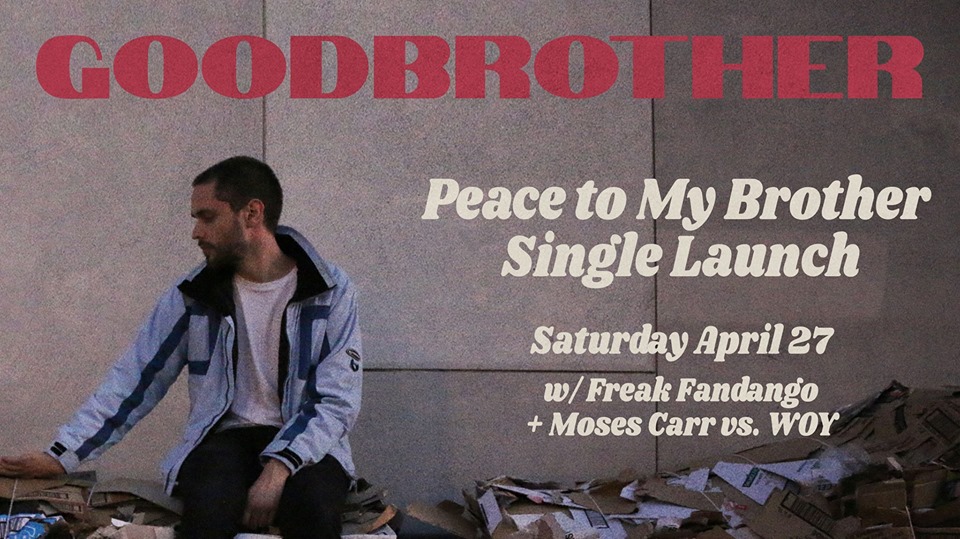 GOODBROTHER
Peace to My Brother
Single Launch
Saturday April 27
w/ Freak Fandango
+ Moses Carr vs. WOY